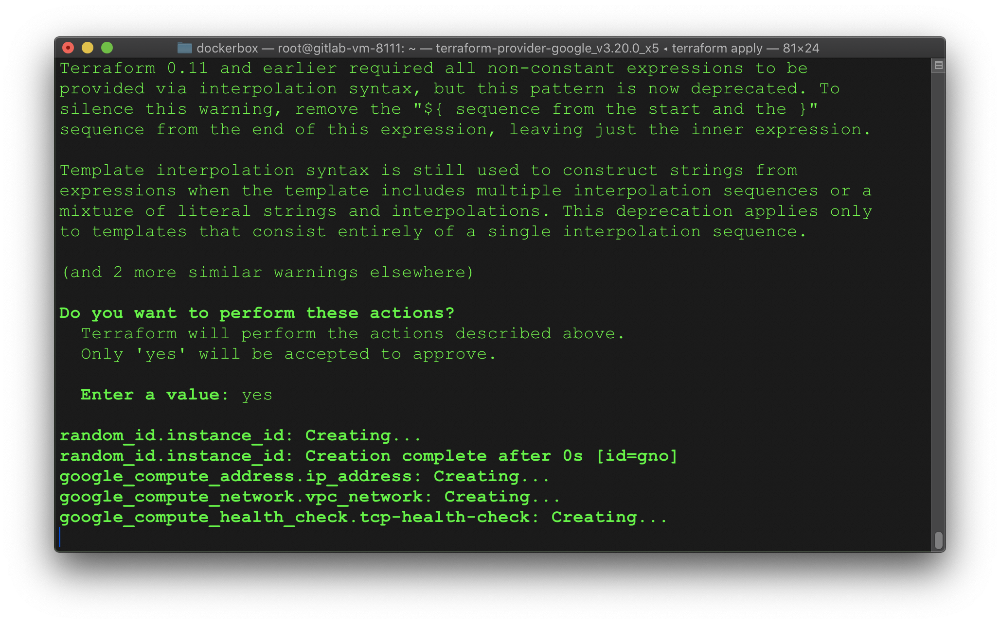 dockerbox — root@gitlab-vm-8111: ~ — terraform-provider-google_v3.20.0_x5 ◂ terraform apply — 81×24
Terraform 0.11 and earlier required all non-constant expressions to be
provided via interpolation syntax, but this pattern is now deprecated. To
silence this warning, remove the "${ sequence from the start and the }"
sequence from the end of this expression, leaving just the inner expression.
Template interpolation syntax is still used to construct strings from
expressions when the template includes multiple interpolation sequences or a
mixture of literal strings and interpolations. This deprecation applies only
to templates that consist entirely of a single interpolation sequence.
(and 2 more similar warnings elsewhere)
Do you want to perform these actions?
Terraform will perform the actions described above.
Only 'yes' will be accepted to approve.
Enter a value: yes
random_id.instance_id: Creating...
random_id.instance_id: Creation complete after 0s [id=gno]
google_compute_address.ip_address: Creating...
google_compute_network.vpc_network: Creating...
google_compute_health_check.tcp-health-check: Creating...